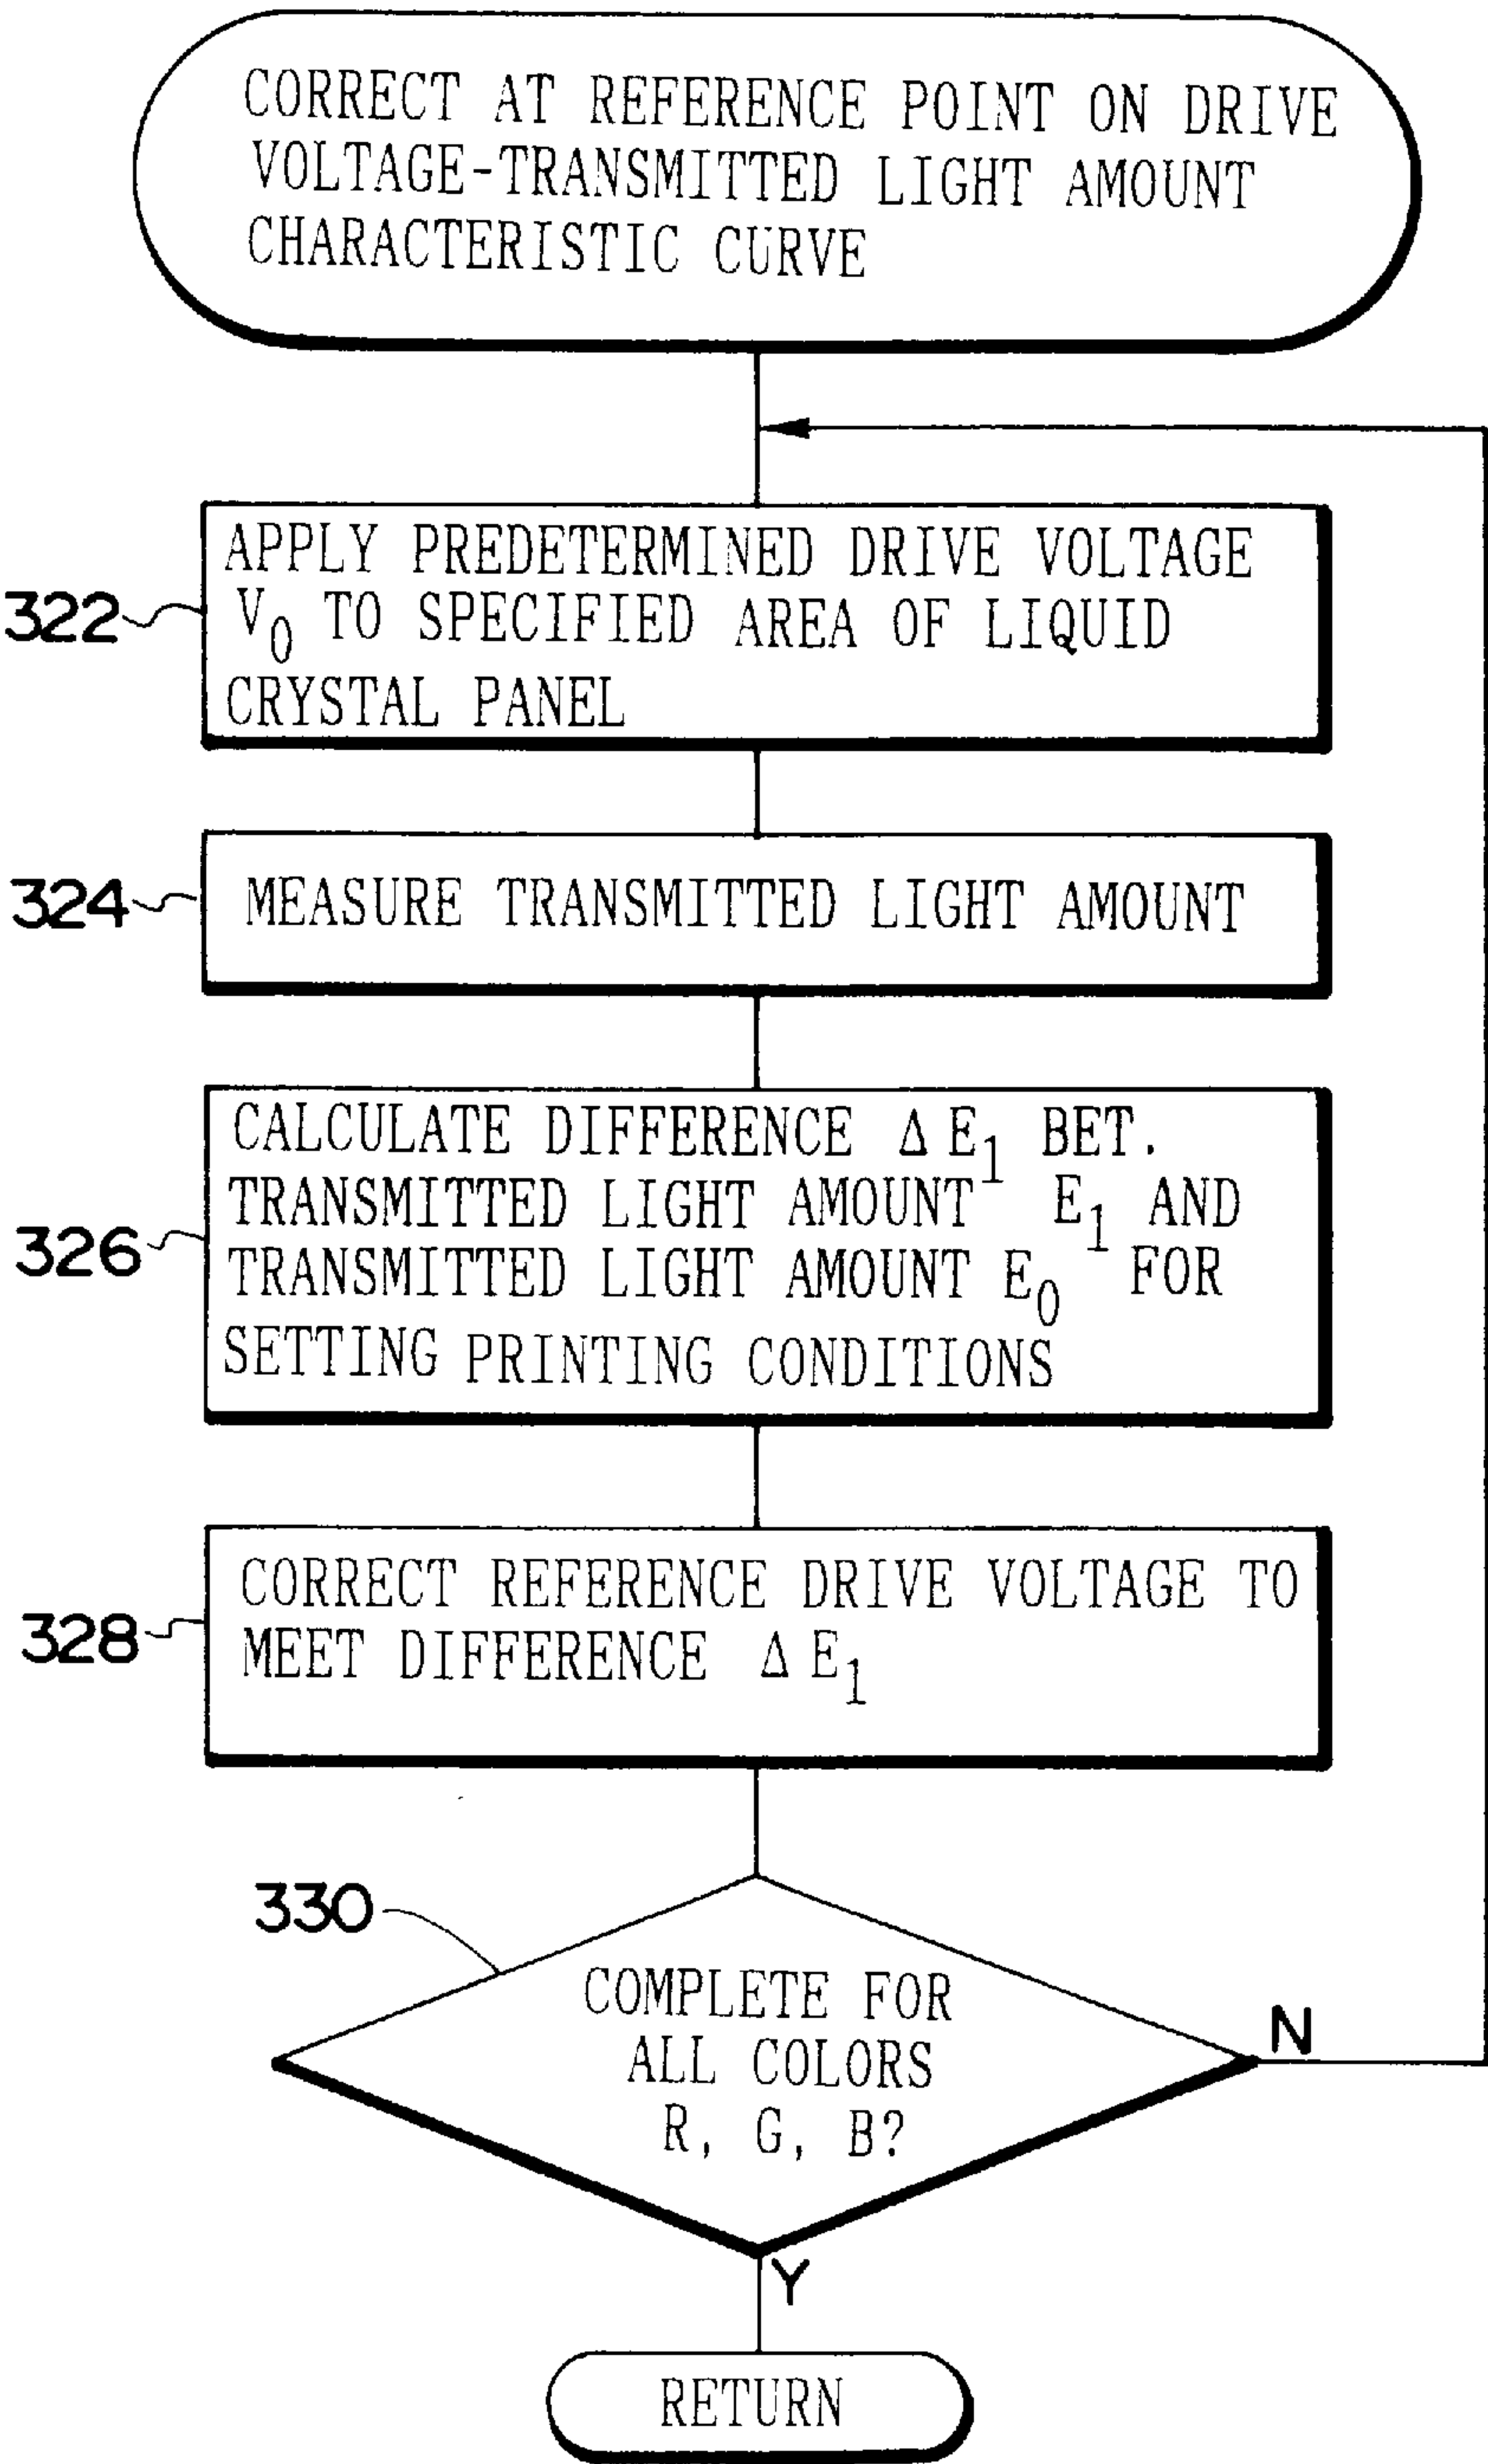 CORRECT AT REFERENCE POINT ON DRIVE
VOLTAGE-TRANSMITTED LIGHT AMOUNT
CHARACTERISTIC CURVE
322
APPLY PREDETERMINED DRIVE VOLTAGE
V₀ TO SPECIFIED AREA OF LIQUID
CRYSTAL PANEL
324
MEASURE TRANSMITTED LIGHT AMOUNT
326
CALCULATE DIFFERENCE Δ E₁ BET.
TRANSMITTED LIGHT AMOUNT E₁ AND
TRANSMITTED LIGHT AMOUNT E₀ FOR
SETTING PRINTING CONDITIONS
328
CORRECT REFERENCE DRIVE VOLTAGE TO
MEET DIFFERENCE Δ E₁
330
COMPLETE FOR
ALL COLORS
R, G, B?
N
Y
RETURN